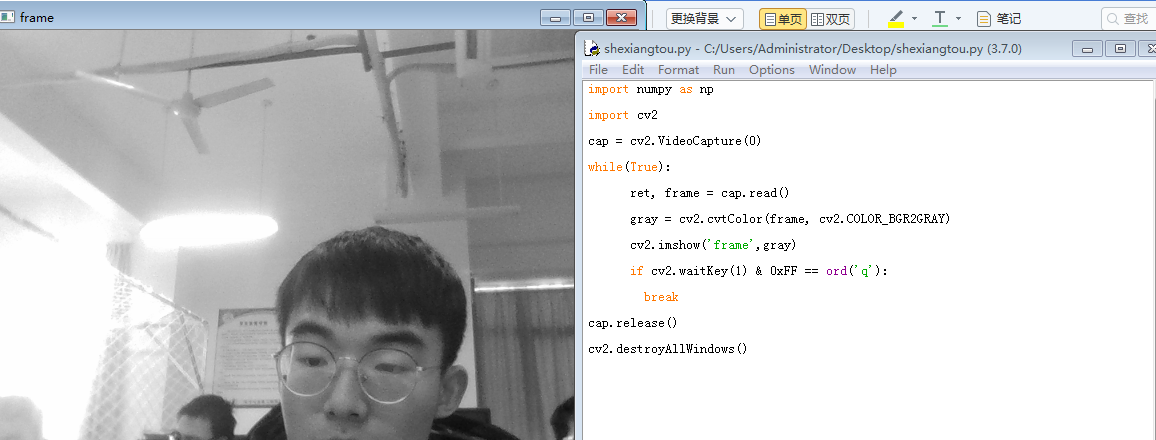 frame
更换背景
单页
双页
T
笔记
查找
shexiangtou.py - C:/Users/Administrator/Desktop/shexiangtou.py (3.7.0)
File Edit Format Run Options Window Help
import numpy as np
import cv2
cap = cv2.VideoCapture(0)
while(True):
ret, frame = cap.read()
gray = cv2.cvtColor(frame, cv2.COLOR_BGR2GRAY)
cv2.imshow('frame',gray)
if cv2.waitKey(1) & 0xFF == ord('q'):
break
cap.release()
cv2.destroyAllWindows()